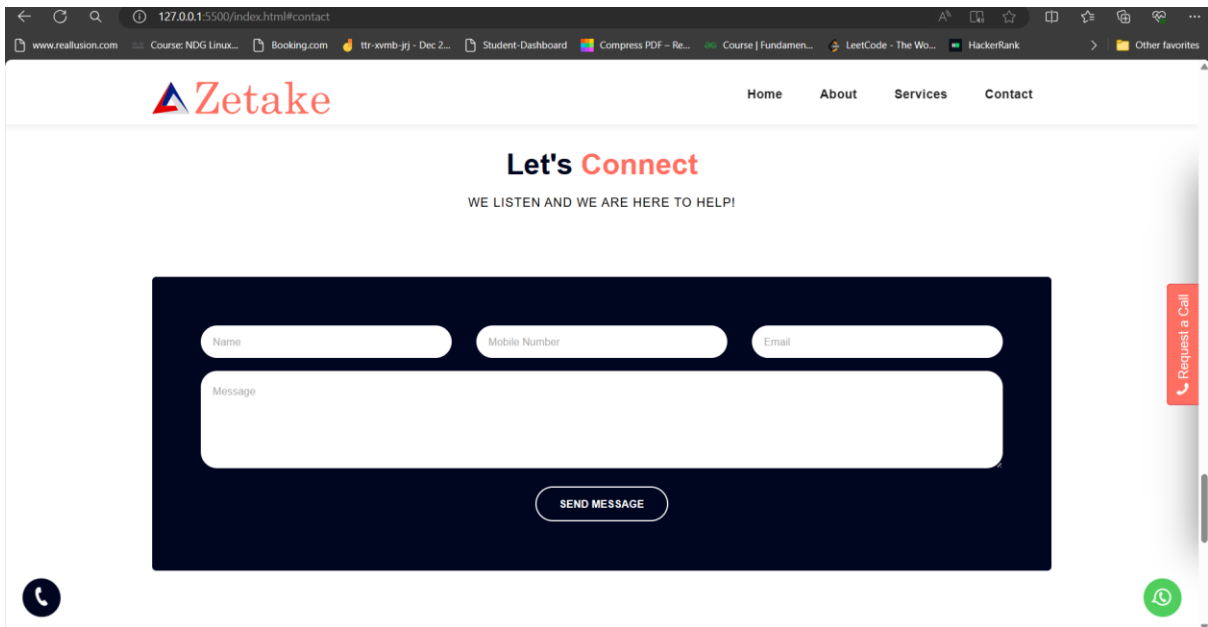 127.0.0.1:5500/index.html#contact
www.reallusion.com Course: NDG Linux... Booking.com ttr-xvmb-jrj - Dec 2... Student-Dashboard Compress PDF – Re... Course | Fundamen... LeetCode - The Wo... HackerRank Other favorites
Zetake Home About Services Contact
Let's Connect
WE LISTEN AND WE ARE HERE TO HELP!
Name Mobile Number Email
Message
Request a Call
SEND MESSAGE